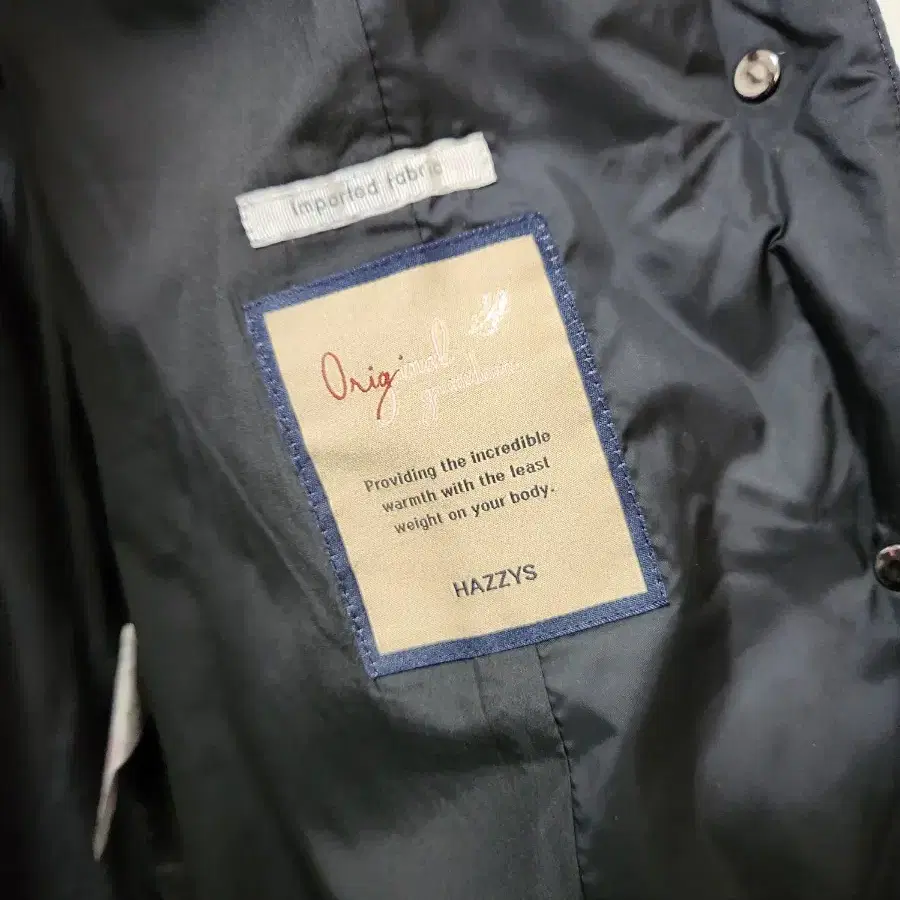 Imported fabric
Original
Providing the incredible
warmth with the least
weight on your body.
HAZZYS